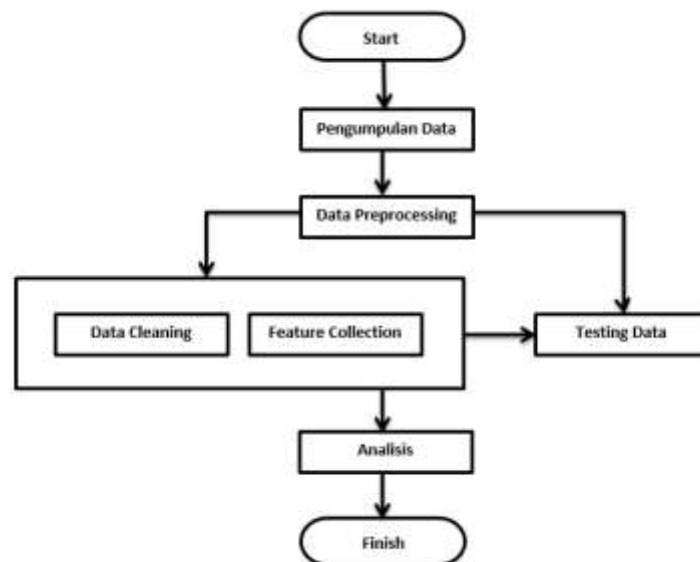 Start
Pengumpulan Data
Data Preprocessing
Data Cleaning
Feature Collection
Testing Data
Analisis
Finish